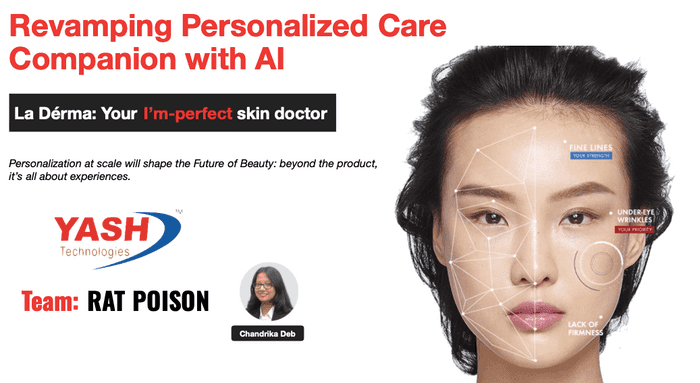 Revamping Personalized Care
Companion with AI
La Dérma: Your I'm-perfect skin doctor
Personalization at scale will shape the Future of Beauty: beyond the product,
it's all about experiences.
YASH
TM
Technologies
Team: RAT POISON
Chandrika Deb
FINE LINES
YOUR STRENGTH
UNDER-EYE
WRINKLES
YOUR PRIORITY
LACK OF
FIRMNESS